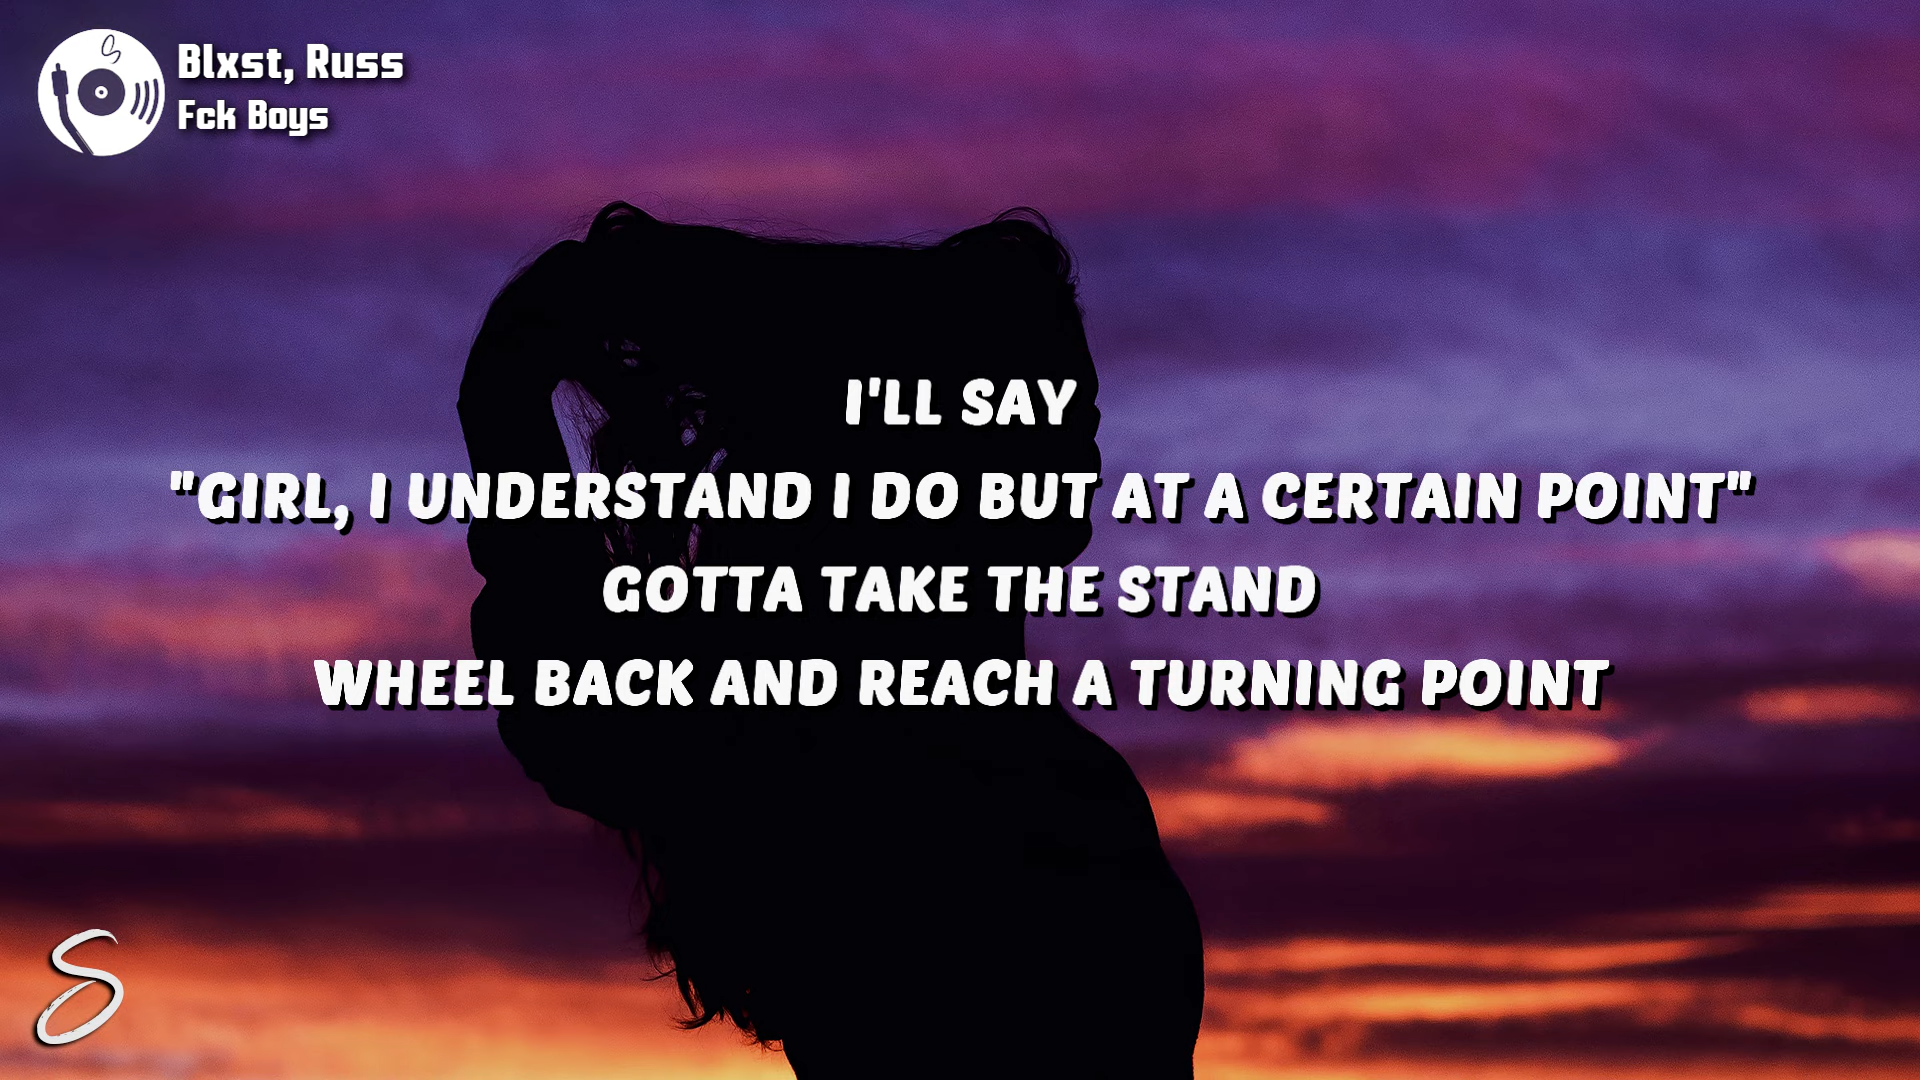 Blxst, Russ
Fck Boys
I'LL SAY
"GIRL, I UNDERSTAND I DO BUT AT A CERTAIN POINT"
GOTTA TAKE THE STAND
WHEEL BACK AND REACH A TURNING POINT
S